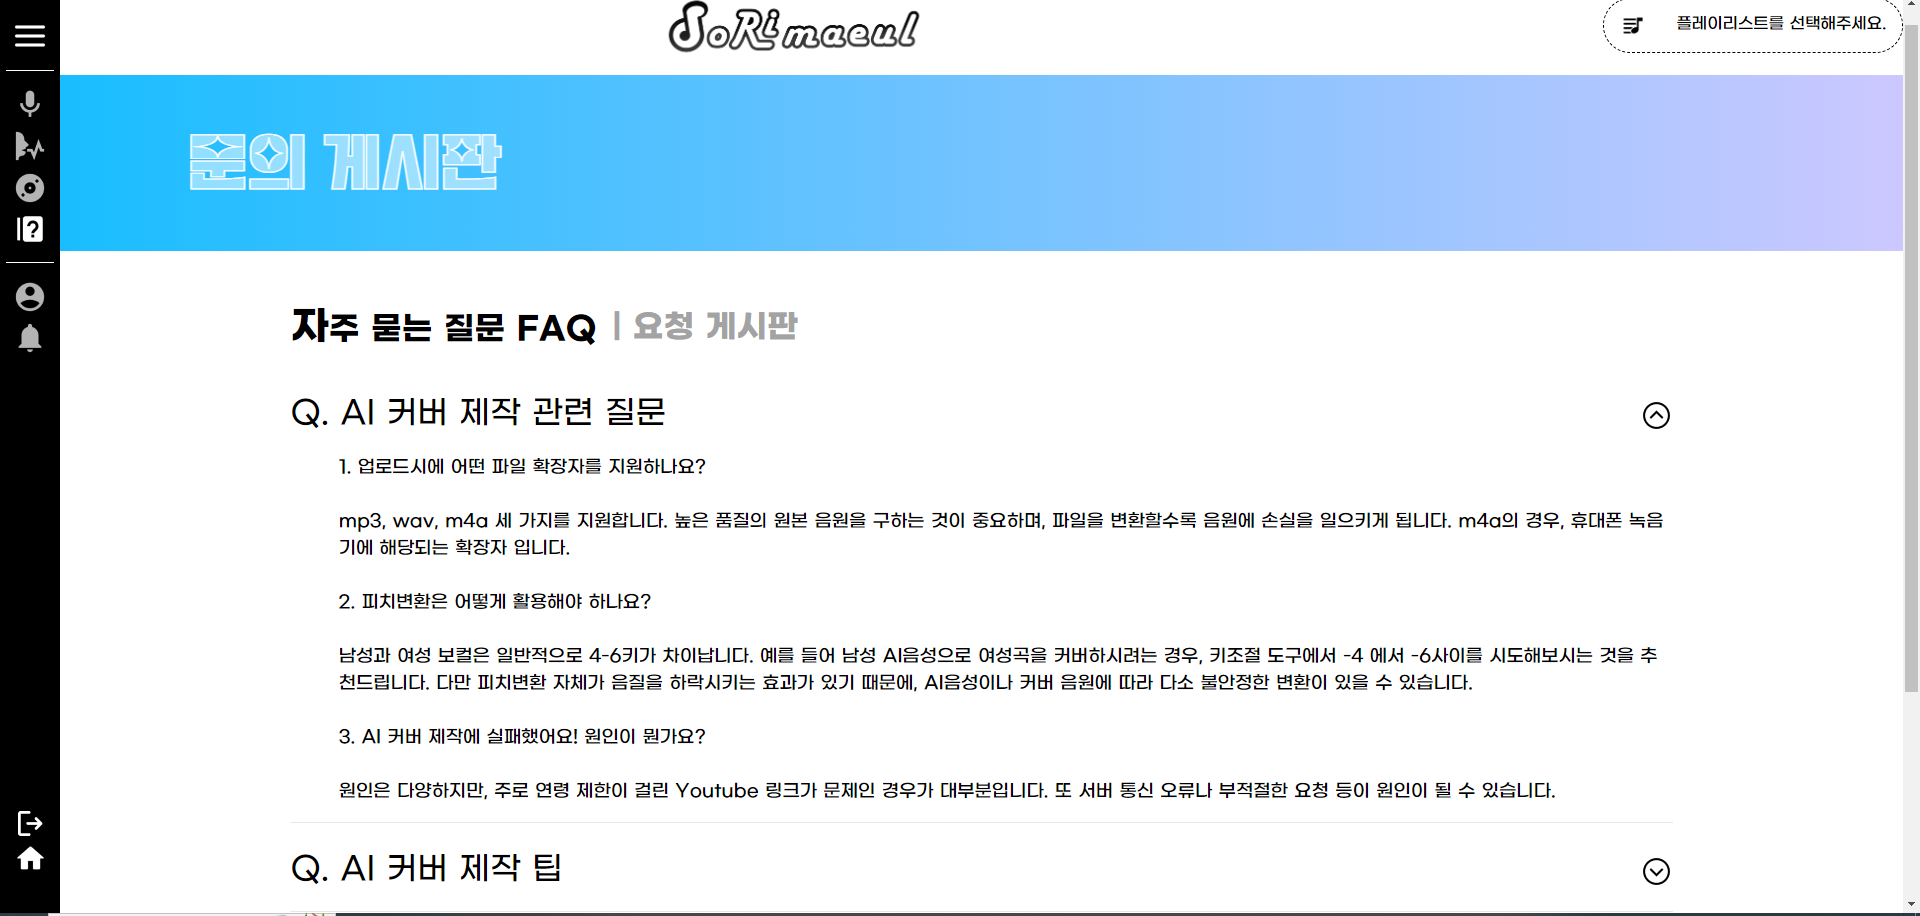 SoRimaeul
플레이리스트를 선택해주세요.
문의 게시판
자주 묻는 질문 FAQ | 요청 게시판
Q. AI 커버 제작 관련 질문
1. 업로드시에 어떤 파일 확장자를 지원하나요?
mp3, wav, m4a 세 가지를 지원합니다. 높은 품질의 원본 음원을 구하는 것이 중요하며, 파일을 변환할수록 음원에 손실을 일으키게 됩니다. m4a의 경우, 휴대폰 녹음
기에 해당되는 확장자 입니다.
2. 피치변환은 어떻게 활용해야 하나요?
남성과 여성 보컬은 일반적으로 4-6키가 차이납니다. 예를 들어 남성 AI음성으로 여성곡을 커버하시려는 경우, 키조절 도구에서 -4 에서 -6사이를 시도해보시는 것을 추
천드립니다. 다만 피치변환 자체가 음질을 하락시키는 효과가 있기 때문에, AI음성이나 커버 음원에 따라 다소 불안정한 변환이 있을 수 있습니다.
3. AI 커버 제작에 실패했어요! 원인이 뭔가요?
원인은 다양하지만, 주로 연령 제한이 걸린 Youtube 링크가 문제인 경우가 대부분입니다. 또 서버 통신 오류나 부적절한 요청 등이 원인이 될 수 있습니다.
Q. AI 커버 제작 팁